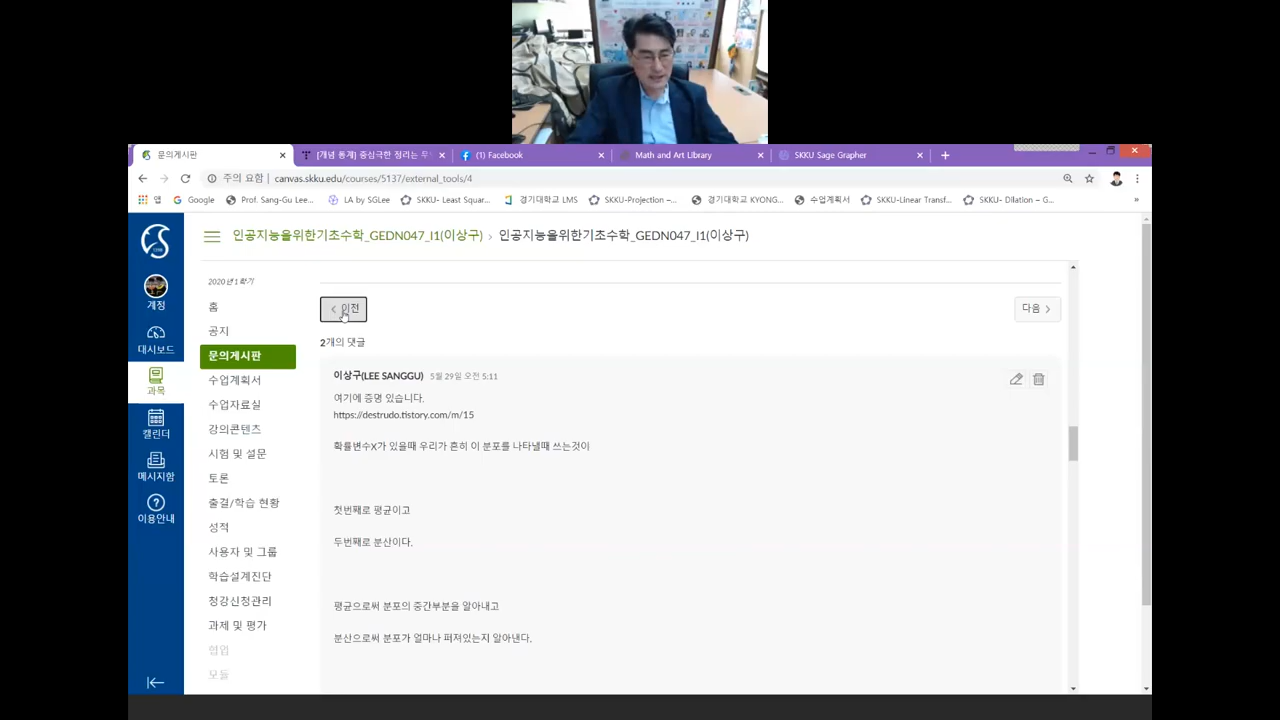 문의게시판
[개념 통계] 중심극한 정리는 무
(1) Facebook
Math and Art Library
SKKU Sage Grapher
주의 요함 | canvas.skku.edu/courses/5137/external_tools/4
앱 Google Prof. Sang-Gu Lee... LA by SGLee SKKU- Least Squar... 경기대학교 LMS SKKU-Projection –... 경기대학교 KYONG... 수업계획서 SKKU-Linear Transf... SKKU- Dilation – G...
인공지능을위한기초수학_GEDN047_I1(이상구) › 인공지능을위한기초수학_GEDN047_I1(이상구)
계정
대시보드
과목
캘린더
메시지함
이용안내
2020년 1학기
홈
공지
문의게시판
수업계획서
수업자료실
강의콘텐츠
시험 및 설문
토론
출결/학습 현황
성적
사용자 및 그룹
학습설계진단
청강신청관리
과제 및 평가
협업
모듈
이전
다음
2개의 댓글
이상구(LEE SANGGU) 5월 29일 오전 5:11
여기에 증명 있습니다.
https://destrudo.tistory.com/m/15
확률변수X가 있을때 우리가 흔히 이 분포를 나타낼때 쓰는것이
첫번째로 평균이고
두번째로 분산이다.
평균으로써 분포의 중간부분을 알아내고
분산으로써 분포가 얼마나 퍼져있는지 알아낸다.